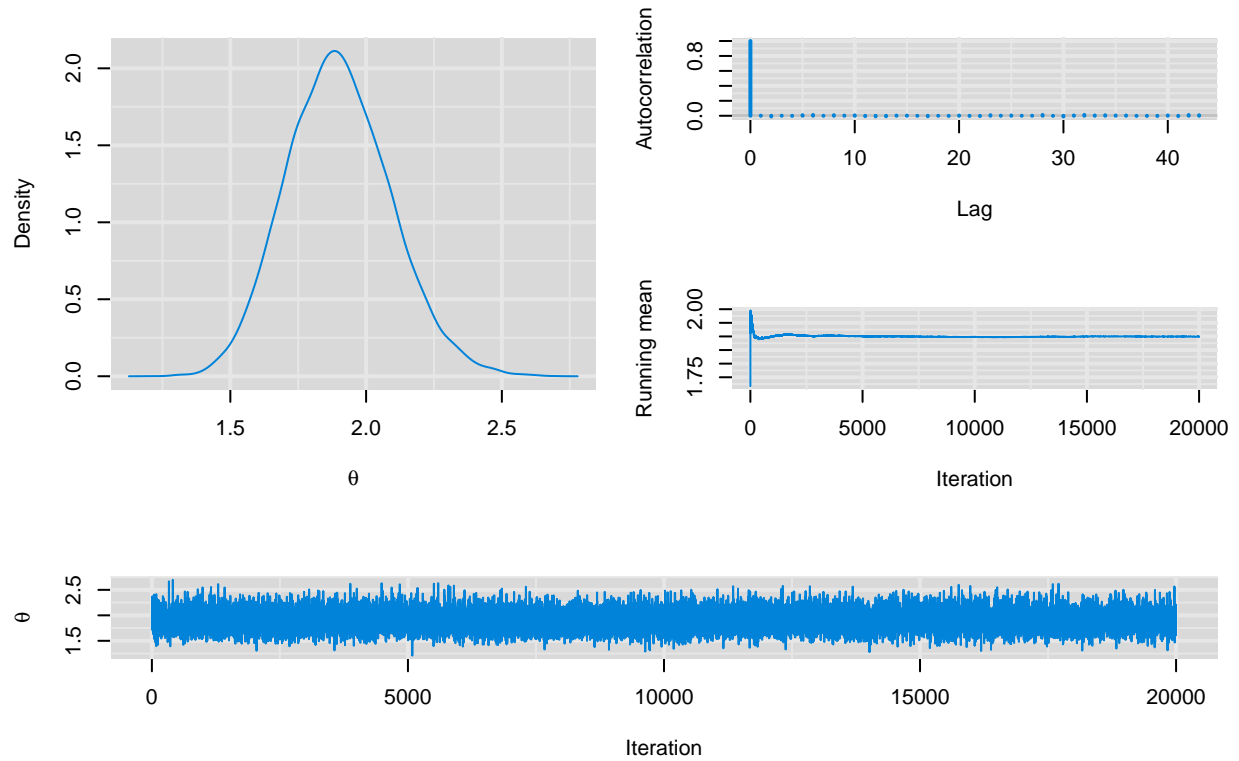 Density
2.0
1.5
1.0
0.5
0.0
1.5 2.0 2.5
θ
Autocorrelation
0.8
0.0
0 10 20 30 40
Lag
Running mean
2.00
1.75
0 5000 10000 15000 20000
Iteration
θ
2.5
1.5
0 5000 10000 15000 20000
Iteration